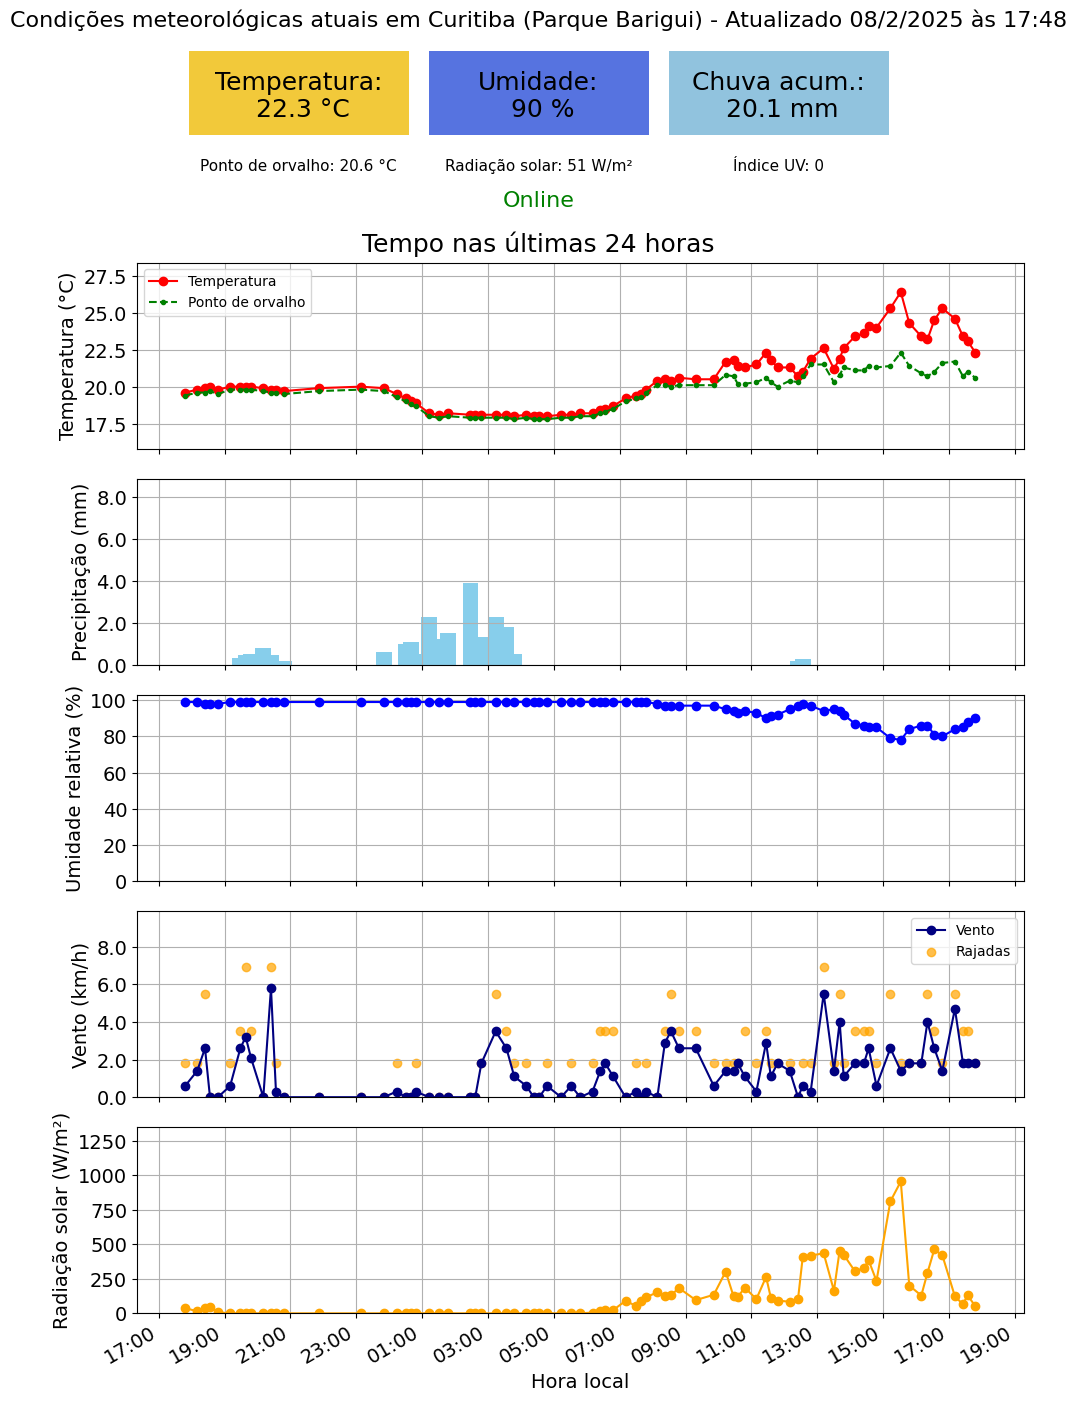 Condições meteorológicas atuais em Curitiba (Parque Barigui) - Atualizado 08/2/2025 às 17:48
Temperatura:
22.3 °C
Umidade:
90 %
Chuva acum.:
20.1 mm
Ponto de orvalho: 20.6 °C
Radiação solar: 51 W/m²
Índice UV: 0
Online
Tempo nas últimas 24 horas
Temperatura (°C)
27.5
25.0
22.5
20.0
17.5
Temperatura
Ponto de orvalho
Precipitação (mm)
8.0
6.0
4.0
2.0
0.0
Umidade relativa (%)
100
80
60
40
20
0
Vento (km/h)
8.0
6.0
4.0
2.0
0.0
Vento
Rajadas
Radiação solar (W/m²)
1250
1000
750
500
250
0
17:00
19:00
21:00
23:00
01:00
03:00
05:00
07:00
09:00
11:00
13:00
15:00
17:00
19:00
Hora local